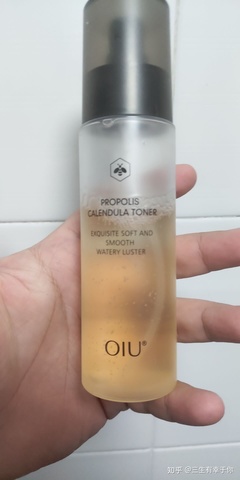 PROPOLIS
CALENDULA TONER
EXQUISITE SOFT AND
SMOOTH
WATERY LUSTER
OIU®
知乎 @三生有幸于你